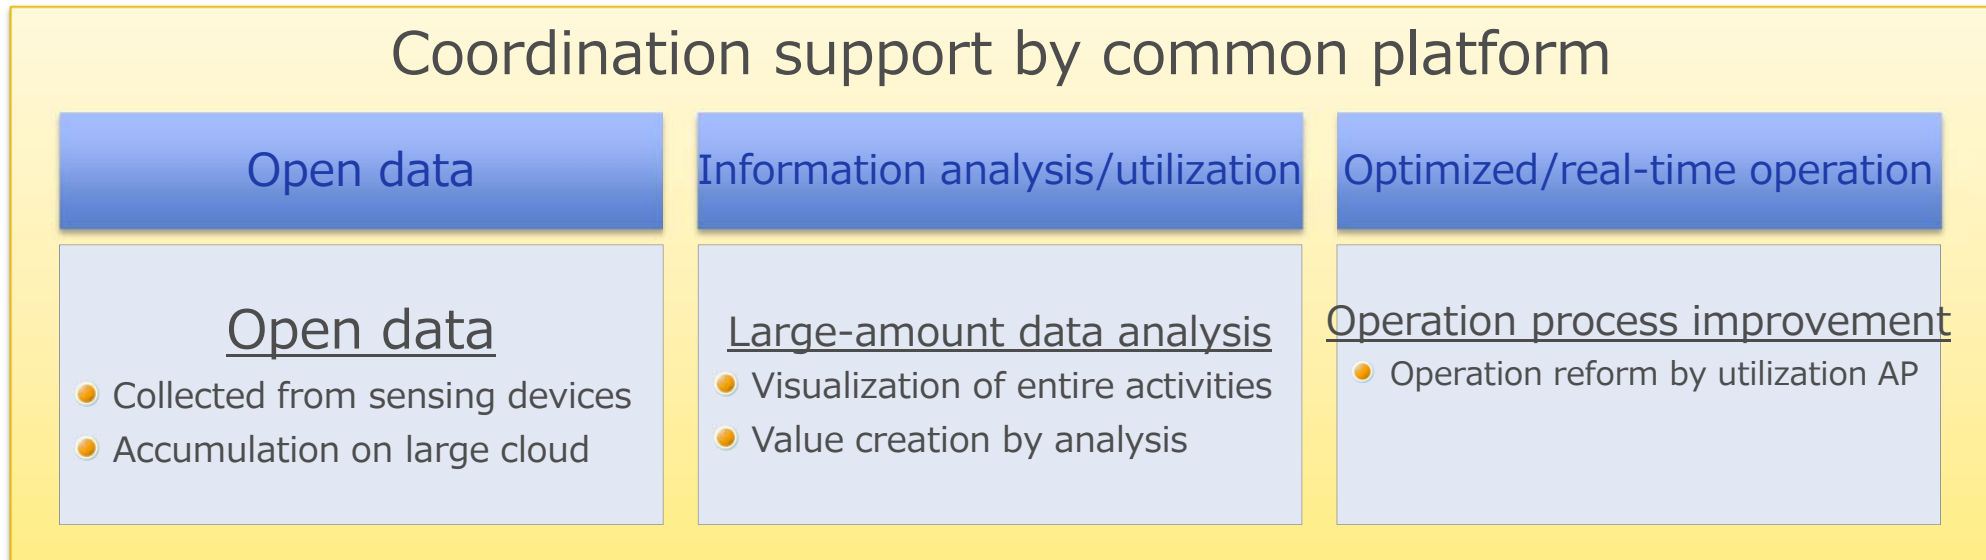 Coordination support by common platform
Open data
Information analysis/utilization
Optimized/real-time operation
Open data
Collected from sensing devices
Accumulation on large cloud
Large-amount data analysis
Visualization of entire activities
Value creation by analysis
Operation process improvement
Operation reform by utilization AP